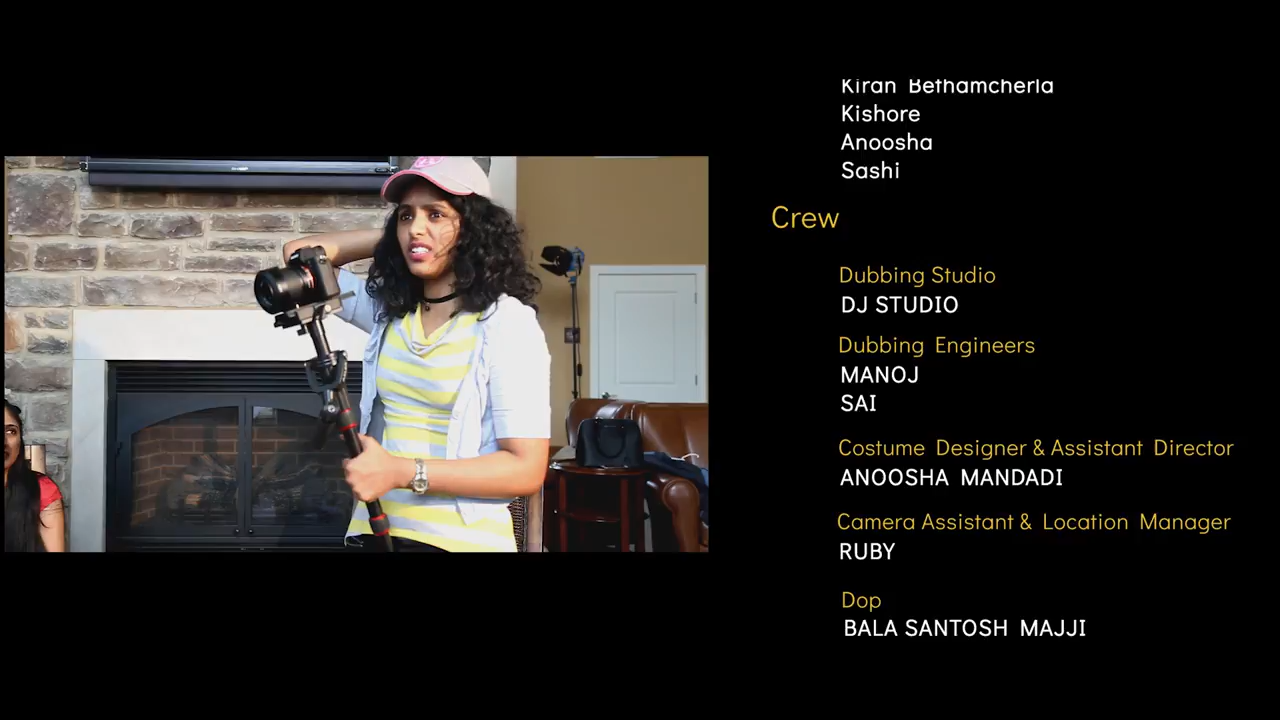 Kiran Bethamcherla
Kishore
Anoosha
Sashi
Crew
Dubbing Studio
DJ STUDIO
Dubbing Engineers
MANOJ
SAI
Costume Designer & Assistant Director
ANOOSHA MANDADI
Camera Assistant & Location Manager
RUBY
Dop
BALA SANTOSH MAJJI